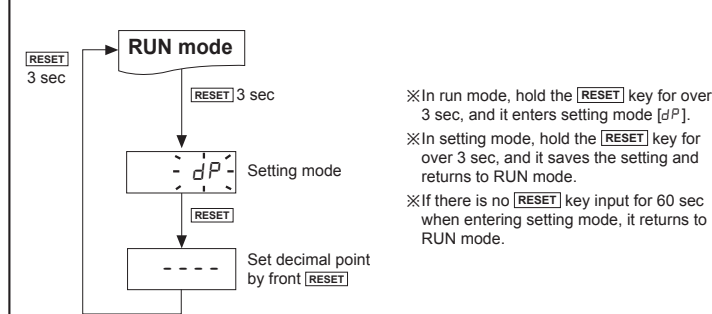 RUN mode
RESET
3 sec
RESET 3 sec
dP
Setting mode
RESET
- - - -
Set decimal point
by front RESET
※In run mode, hold the RESET key for over
3 sec, and it enters setting mode [dP].
※In setting mode, hold the RESET key for
over 3 sec, and it saves the setting and
returns to RUN mode.
※If there is no RESET key input for 60 sec
when entering setting mode, it returns to
RUN mode.